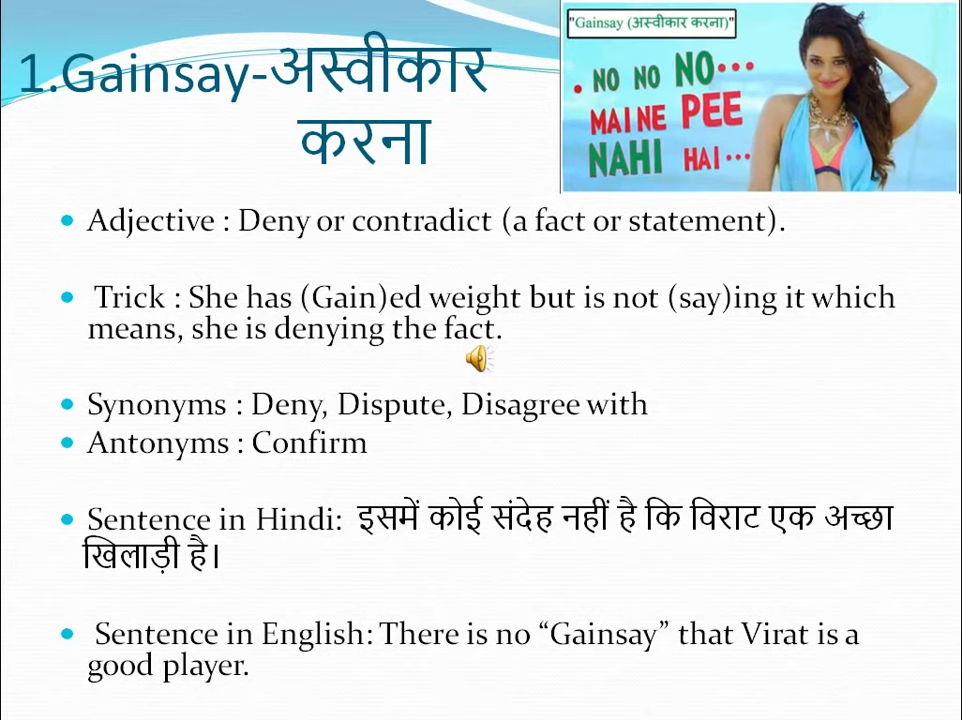 1.Gainsay-अस्वीकार
करना
"Gainsay (अस्वीकार करना)"
. NO NO NO...
MAINE PEE
NAHI HAI...
• Adjective : Deny or contradict (a fact or statement).
• Trick : She has (Gain)ed weight but is not (say)ing it which
means, she is denying the fact.
• Synonyms : Deny, Dispute, Disagree with
• Antonyms : Confirm
• Sentence in Hindi: इसमें कोई संदेह नहीं है कि विराट एक अच्छा
खिलाड़ी है।
• Sentence in English: There is no “Gainsay” that Virat is a
good player.